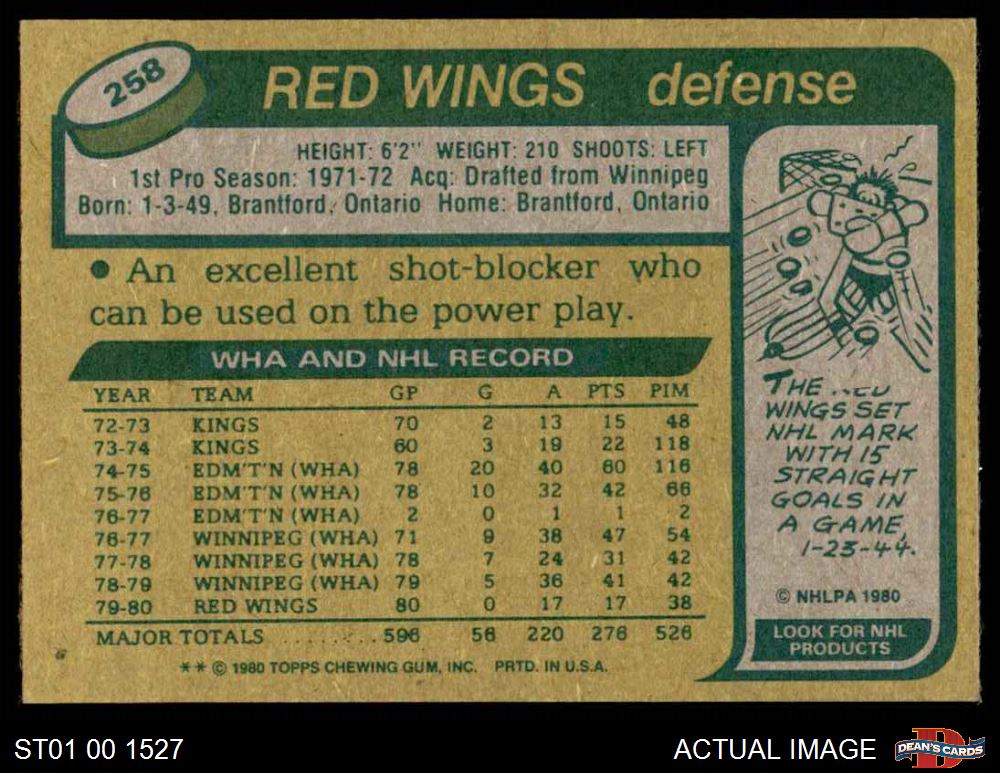 258
RED WINGS defense
HEIGHT: 6'2" WEIGHT: 210 SHOOTS: LEFT
1st Pro Season: 1971-72 Acq: Drafted from Winnipeg
Born: 1-3-49, Brantford, Ontario Home: Brantford, Ontario
• An excellent shot-blocker who
can be used on the power play.
WHA AND NHL RECORD
YEAR TEAM GP G A PTS PIM
72-73 KINGS 70 2 13 15 48
73-74 KINGS 60 3 19 22 118
74-75 EDM'T'N (WHA) 78 20 40 60 116
75-76 EDM'T'N (WHA) 78 10 32 42 66
76-77 EDM'T'N (WHA) 2 0 1 1 2
76-77 WINNIPEG (WHA) 71 9 38 47 54
77-78 WINNIPEG (WHA) 78 7 24 31 42
78-79 WINNIPEG (WHA) 79 5 36 41 42
79-80 RED WINGS 80 0 17 17 38
MAJOR TOTALS ........ 596 56 220 276 526
** © 1980 TOPPS CHEWING GUM, INC. PRTD. IN U.S.A.
THE RED
WINGS SET
NHL MARK
WITH 15
STRAIGHT
GOALS IN
A GAME,
1-23-44.
© NHLPA 1980
LOOK FOR NHL
PRODUCTS
ST01 00 1527
ACTUAL IMAGE
DEAN'S CARDS